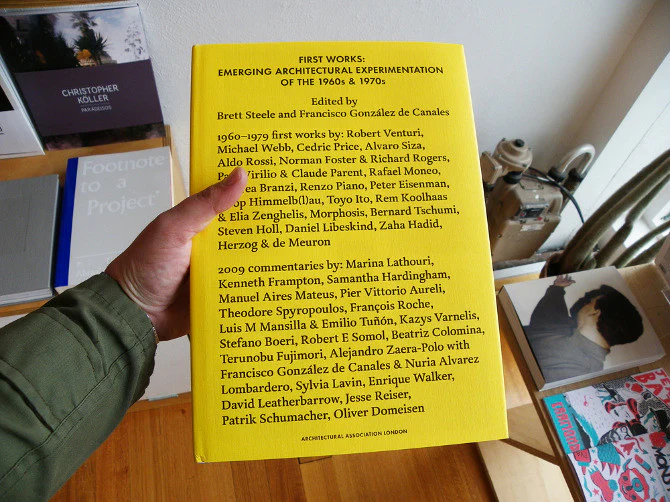 FIRST WORKS:
EMERGING ARCHITECTURAL EXPERIMENTATION
OF THE 1960s & 1970s
Edited by
Brett Steele and Francisco González de Canales
1960–1979 first works by: Robert Venturi,
Michael Webb, Cedric Price, Alvaro Siza,
Aldo Rossi, Norman Foster & Richard Rogers,
Virilio & Claude Parent, Rafael Moneo,
Branzi, Renzo Piano, Peter Eisenman,
Himmelb(l)au, Toyo Ito, Rem Koolhaas
& Elia Zenghelis, Morphosis, Bernard Tschumi,
Steven Holl, Daniel Libeskind, Zaha Hadid,
Herzog & de Meuron
2009 commentaries by: Marina Lathouri,
Kenneth Frampton, Samantha Hardingham,
Manuel Aires Mateus, Pier Vittorio Aureli,
Theodore Spyropoulos, François Roche,
Luis M Mansilla & Emilio Tuñón, Kazys Varnelis,
Stefano Boeri, Robert E Somol, Beatriz Colomina,
Terunobu Fujimori, Alejandro Zaera-Polo with
Francisco González de Canales & Nuria Alvarez
Lombardero, Sylvia Lavin, Enrique Walker,
David Leatherbarrow, Jesse Reiser,
Patrik Schumacher, Oliver Domeisen
ARCHITECTURAL ASSOCIATION LONDON
CHRISTOPHER
KÖLLER
Footnote
to a
Project'